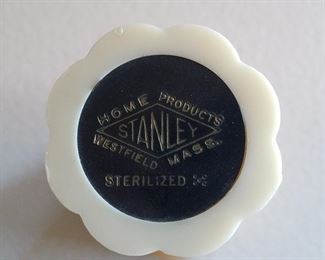 HOME PRODUCTS
STANLEY
WESTFIELD MASS.
STERILIZED